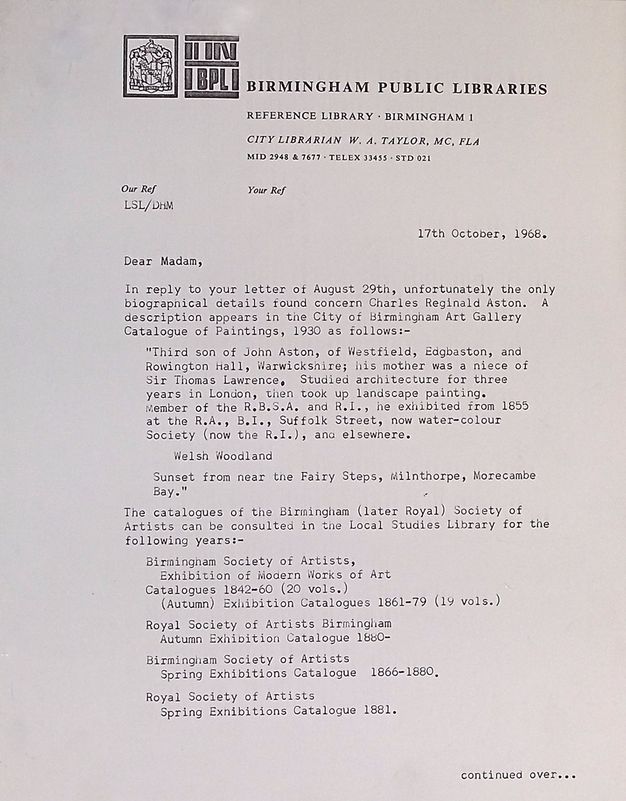 BPL
BIRMINGHAM PUBLIC LIBRARIES
REFERENCE LIBRARY · BIRMINGHAM 1
CITY LIBRARIAN W. A. TAYLOR, MC, FLA
MID 2948 & 7677 · TELEX 33455 · STD 021
Our Ref
Your Ref
LSL/DHM
17th October, 1968.
Dear Madam,
In reply to your letter of August 29th, unfortunately the only
biographical details found concern Charles Reginald Aston. A
description appears in the City of Birmingham Art Gallery
Catalogue of Paintings, 1930 as follows:-
"Third son of John Aston, of Westfield, Edgbaston, and
Rowington Hall, Warwickshire; his mother was a niece of
Sir Thomas Lawrence. Studied architecture for three
years in London, then took up landscape painting.
Member of the R.B.S.A. and R.I., he exhibited from 1855
at the R.A., B.I., Suffolk Street, now water-colour
Society (now the R.I.), and elsewhere.
Welsh Woodland
Sunset from near the Fairy Steps, Milnthorpe, Morecambe
Bay."
The catalogues of the Birmingham (later Royal) Society of
Artists can be consulted in the Local Studies Library for the
following years:-
Birmingham Society of Artists,
Exhibition of Modern Works of Art
Catalogues 1842-60 (20 vols.)
(Autumn) Exhibition Catalogues 1861-79 (19 vols.)
Royal Society of Artists Birmingham
Autumn Exhibition Catalogue 1880-
Birmingham Society of Artists
Spring Exhibitions Catalogue 1866-1880.
Royal Society of Artists
Spring Exhibitions Catalogue 1881.
continued over...